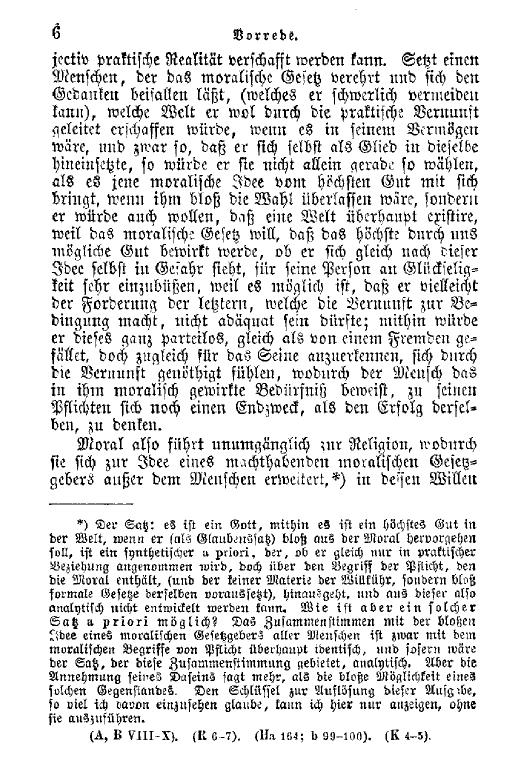 6 Vorrede.
jectiv praktische Realität verschafft werden kann. Setzt einen
Menschen, der das moralische Gesetz verehrt und sich den
Gedanken beifallen läßt, (welches er schwerlich vermeiden
kann), welche Welt er wol durch die praktische Vernunft
geleitet erschaffen würde, wenn es in seinem Vermögen
wäre, und zwar so, daß er sich selbst als Glied in dieselbe
hineinsetzte, so würde er sie nicht allein gerade so wählen,
als es jene moralische Idee vom höchsten Gut mit sich
bringt, wenn ihm bloß die Wahl überlassen wäre, sondern
er würde auch wollen, daß eine Welt überhaupt existire,
weil das moralische Gesetz will, daß das höchste durch uns
mögliche Gut bewirkt werde, ob er sich gleich nach dieser
Idee selbst in Gefahr sieht, für seine Person an Glückselig-
keit sehr einzubüßen, weil es möglich ist, daß er vielleicht
der Forderung der letztern, welche die Vernunft zur Be-
dingung macht, nicht adäquat sein dürfte; mithin würde
er dieses ganz parteilos, gleich als von einem Fremden ge-
fället, doch zugleich für das Seine anzuerkennen, sich durch
die Vernunft genöthigt fühlen, wodurch der Mensch das
in ihm moralisch gewirkte Bedürfniß beweist, zu seinen
Pflichten sich noch einen Endzweck, als den Erfolg dersel-
ben, zu denken.
Moral also führt unumgänglich zur Religion, wodurch
sie sich zur Idee eines machthabenden moralischen Gesetz-
gebers außer dem Menschen erweitert,*) in dessen Willen
*) Der Satz: es ist ein Gott, mithin es ist ein höchstes Gut in
der Welt, wenn er (als Glaubenssatz) bloß aus der Moral hervorgehen
soll, ist ein synthetischer a priori, der, ob er gleich nur in praktischer
Beziehung angenommen wird, doch über den Begriff der Pflicht, den
die Moral enthält, (und der keiner Materie der Willkühr, sondern bloß
formale Gesetze derselben voraussetzt), hinausgeht, und aus dieser also
analytisch nicht entwickelt werden kann. Wie ist aber ein solcher
Satz a priori möglich? Das Zusammenstimmen mit der bloßen
Idee eines moralischen Gesetzgebers aller Menschen ist zwar mit dem
moralischen Begriffe von Pflicht überhaupt identisch, und sofern wäre
der Satz, der diese Zusammenstimmung gebietet, analytisch. Aber die
Annehmung seines Daseins sagt mehr, als die bloße Möglichkeit eines
solchen Gegenstandes. Den Schlüssel zur Auflösung dieser Aufgabe,
so viel ich davon einzusehen glaube, kann ich hier nur anzeigen, ohne
sie auszuführen.
(A, B VIII-X). (R 6-7). (Ha 164; b 99-100). (K 4-5).